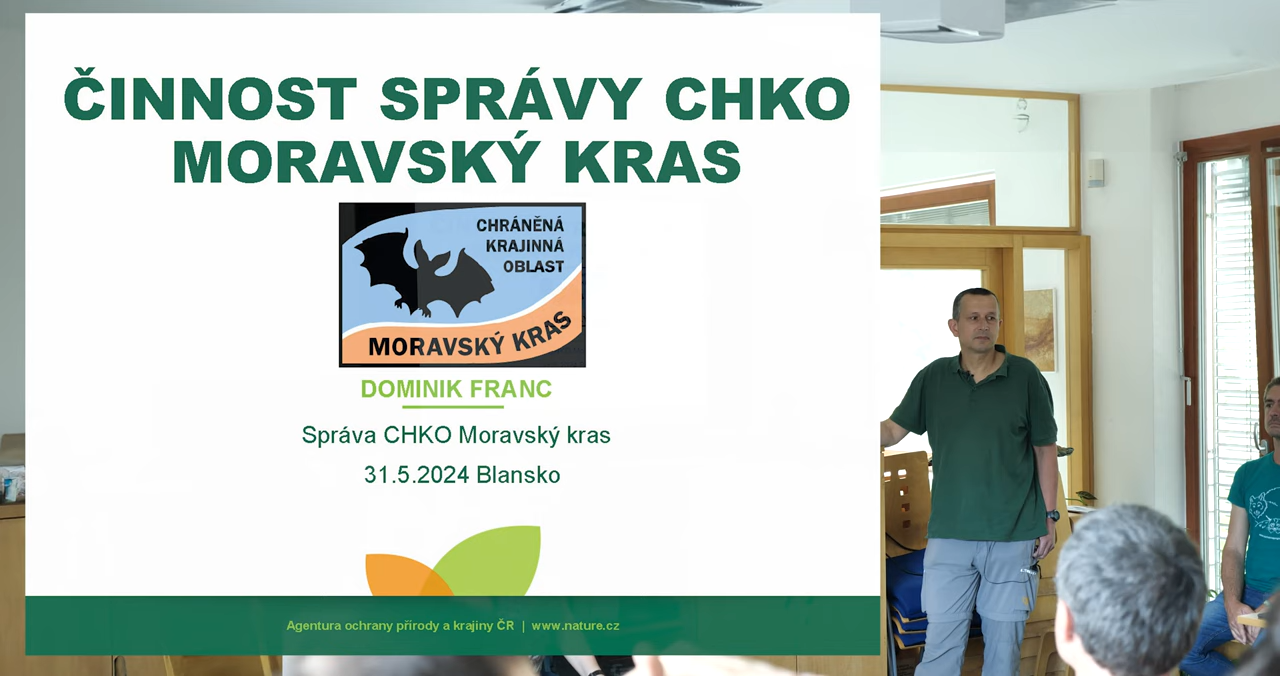 ČINNOST SPRÁVY CHKO
MORAVSKÝ KRAS
CHRÁNĚNÁ
KRAJINNÁ
OBLAST
MORAVSKÝ KRAS
DOMINIK FRANC
Správa CHKO Moravský kras
31.5.2024 Blansko
Agentura ochrany přírody a krajiny ČR | www.nature.cz